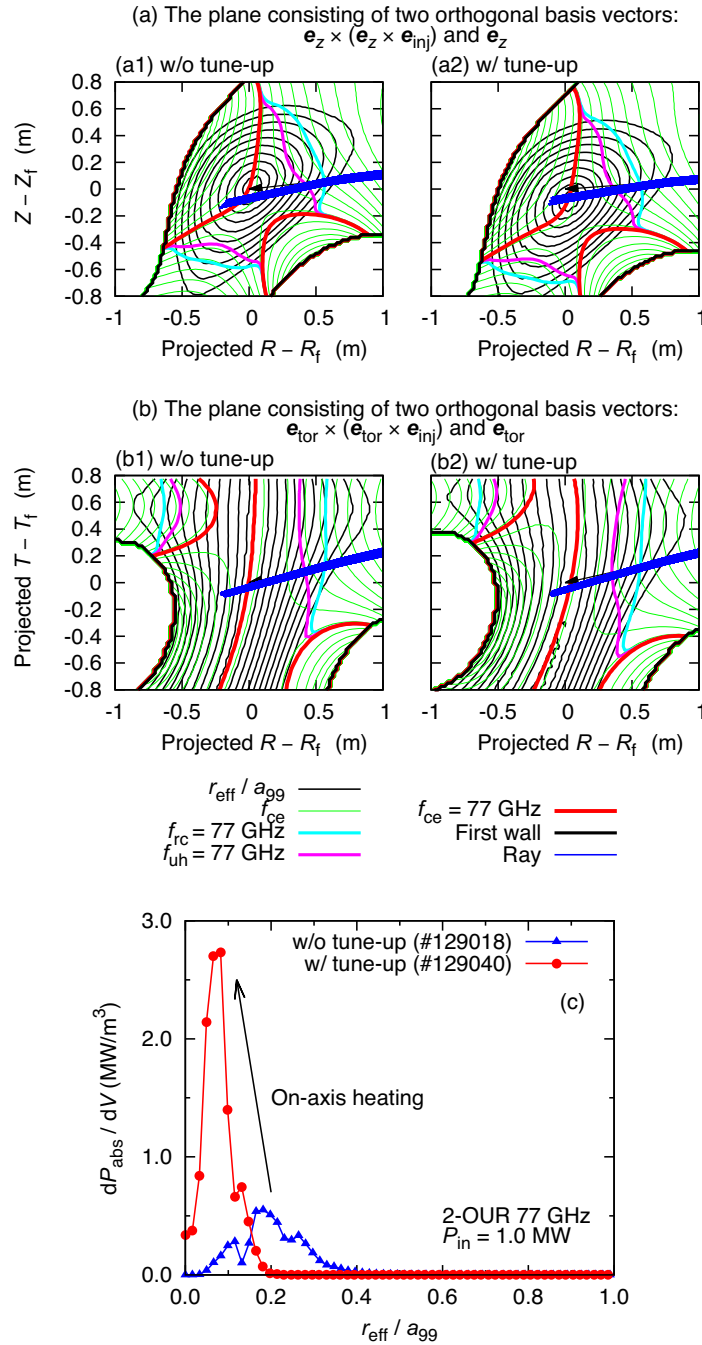 (a) The plane consisting of two orthogonal basis vectors:
e_z × (e_z × e_inj) and e_z
(a1) w/o tune-up
(a2) w/ tune-up
Z − Z_f (m)
0.8
0.6
0.4
0.2
0
-0.2
-0.4
-0.6
-0.8
-1 -0.5 0 0.5 1
-1 -0.5 0 0.5 1
Projected R − R_f (m)
Projected R − R_f (m)
(b) The plane consisting of two orthogonal basis vectors:
e_tor × (e_tor × e_inj) and e_tor
(b1) w/o tune-up
(b2) w/ tune-up
Projected T − T_f (m)
0.8
0.6
0.4
0.2
0
-0.2
-0.4
-0.6
-0.8
-1 -0.5 0 0.5 1
-1 -0.5 0 0.5 1
Projected R − R_f (m)
Projected R − R_f (m)
r_eff / a_99
f_ce
f_rc = 77 GHz
f_uh = 77 GHz
f_ce = 77 GHz
First wall
Ray
dP_abs / dV (MW/m³)
3.0
2.0
1.0
0.0
w/o tune-up (#129018)
w/ tune-up (#129040)
(c)
On-axis heating
2-OUR 77 GHz
P_in = 1.0 MW
0.0 0.2 0.4 0.6 0.8 1.0
r_eff / a_99